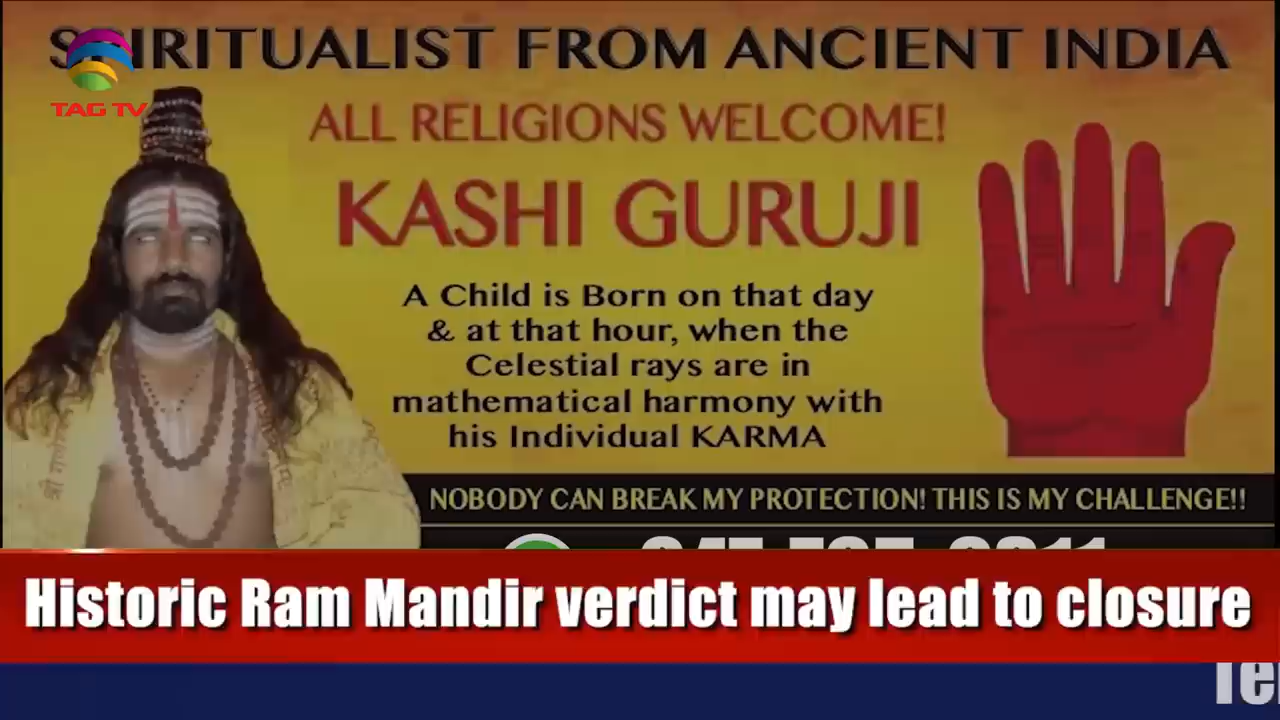 SPIRITUALIST FROM ANCIENT INDIA
TAG TV
ALL RELIGIONS WELCOME!
KASHI GURUJI
A Child is Born on that day
& at that hour, when the
Celestial rays are in
mathematical harmony with
his Individual KARMA
NOBODY CAN BREAK MY PROTECTION! THIS IS MY CHALLENGE!!
Historic Ram Mandir verdict may lead to closure